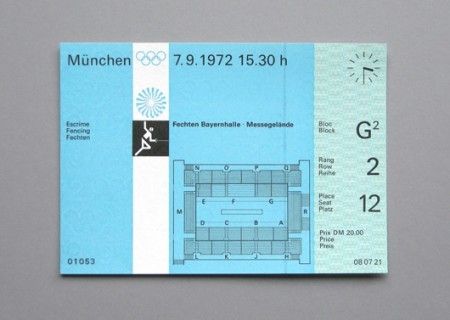 München 7.9.1972 15.30 h
Escrime
Fencing
Fechten
Fechten Bayernhalle · Messegelände
N O P Q
F E G H
M R
D C B A
L K J H
01053
Bloc
Block
G²
Rang
Row
Reihe
2
Place
Seat
Platz
12
Prix DM 20.00
Price
Preis
08 07 21